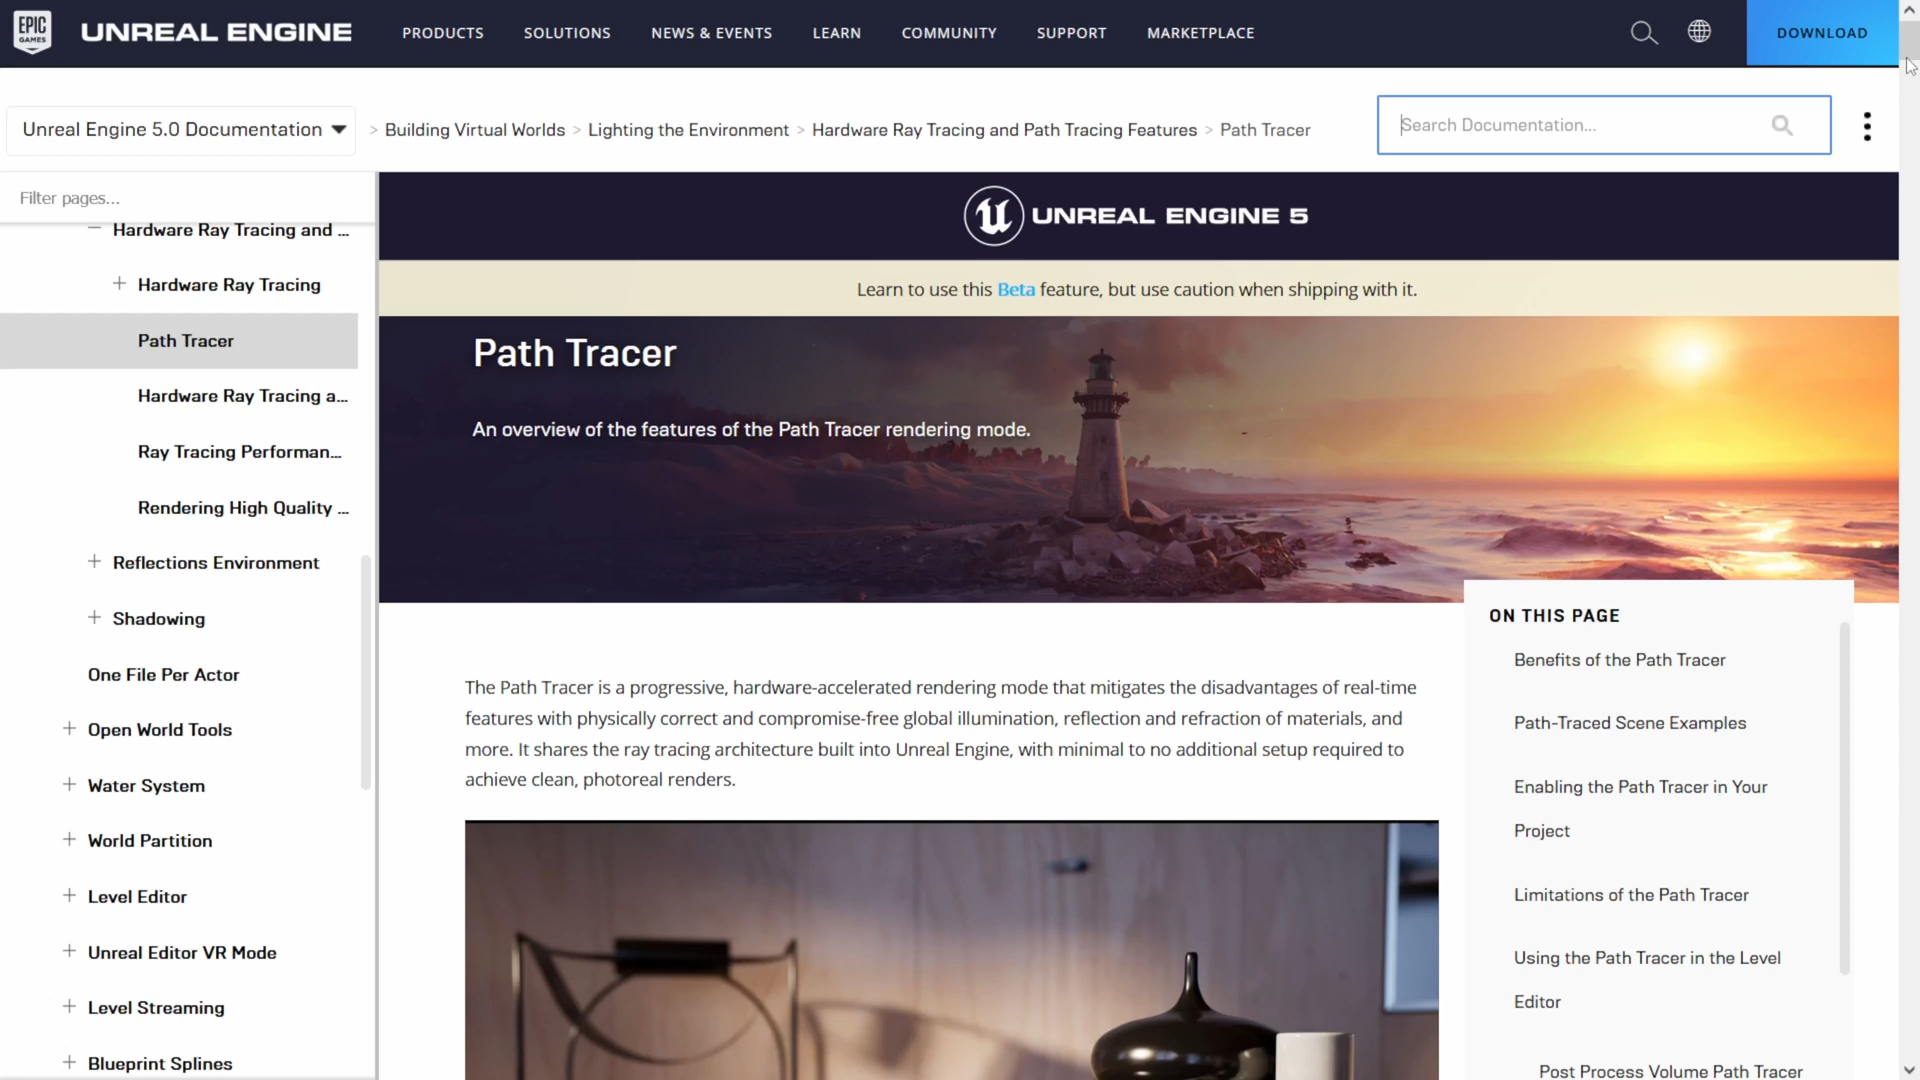 EPIC
GAMES
UNREAL ENGINE
PRODUCTS
SOLUTIONS
NEWS & EVENTS
LEARN
COMMUNITY
SUPPORT
MARKETPLACE
DOWNLOAD
Unreal Engine 5.0 Documentation
> Building Virtual Worlds > Lighting the Environment > Hardware Ray Tracing and Path Tracing Features > Path Tracer
Search Documentation...
Filter pages...
Hardware Ray Tracing and ...
Hardware Ray Tracing
Path Tracer
Hardware Ray Tracing a...
Ray Tracing Performan...
Rendering High Quality ...
Reflections Environment
Shadowing
One File Per Actor
Open World Tools
Water System
World Partition
Level Editor
Unreal Editor VR Mode
Level Streaming
Blueprint Splines
UNREAL ENGINE 5
Learn to use this Beta feature, but use caution when shipping with it.
Path Tracer
An overview of the features of the Path Tracer rendering mode.
The Path Tracer is a progressive, hardware-accelerated rendering mode that mitigates the disadvantages of real-time
features with physically correct and compromise-free global illumination, reflection and refraction of materials, and
more. It shares the ray tracing architecture built into Unreal Engine, with minimal to no additional setup required to
achieve clean, photoreal renders.
ON THIS PAGE
Benefits of the Path Tracer
Path-Traced Scene Examples
Enabling the Path Tracer in Your
Project
Limitations of the Path Tracer
Using the Path Tracer in the Level
Editor
Post Process Volume Path Tracer